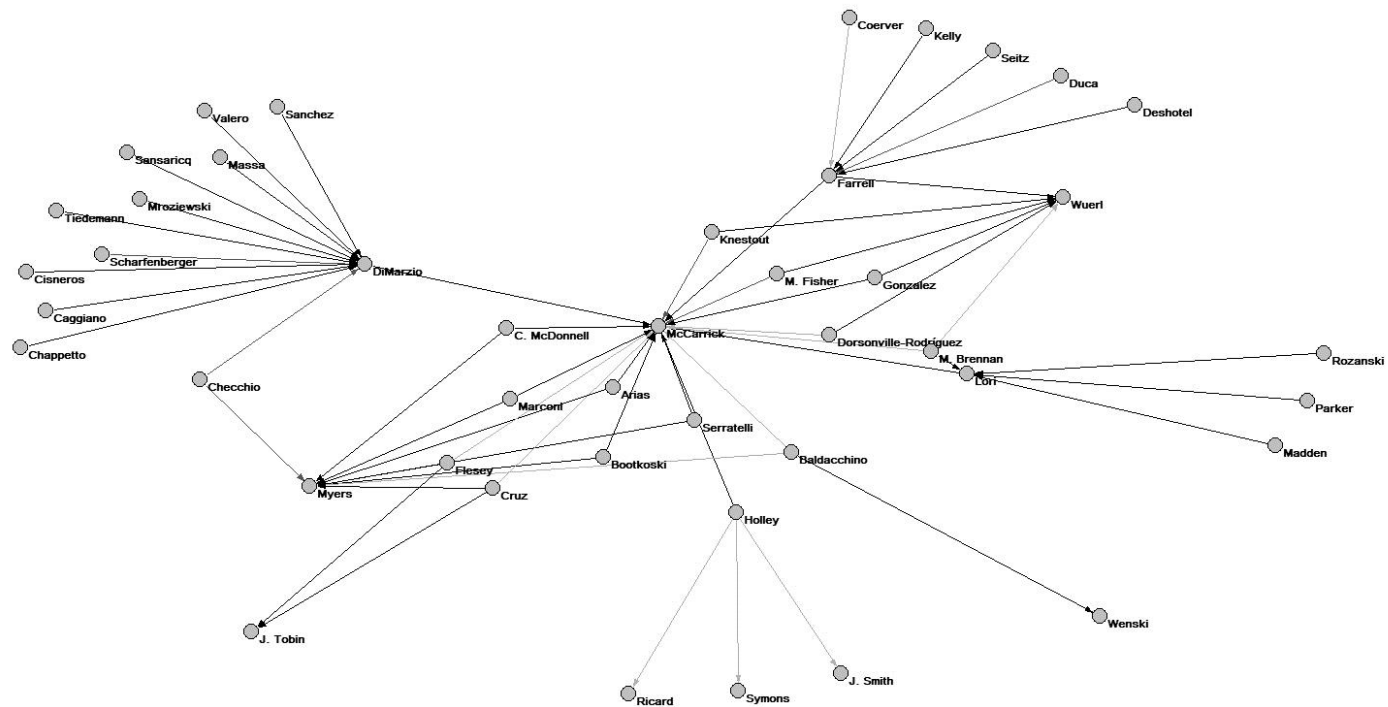 Coerver
Kelly
Seitz
Duca
Deshotel
Valero
Sanchez
Sansaricq
Massa
Farrell
Mroziewski
Wuerl
Tiedemann
Knestout
Scharfenberger
Cisneros
DiMarzio
M. Fisher
Gonzalez
Caggiano
C. McDonnell
McCarrick
Dorsonville-Rodríguez
Chappetto
M. Brennan
Rozanski
Checchio
Lori
Marconi
Arias
Parker
Serratelli
Madden
Flesey
Bootkoski
Baldacchino
Myers
Cruz
Holley
J. Tobin
Wenski
Ricard
Symons
J. Smith